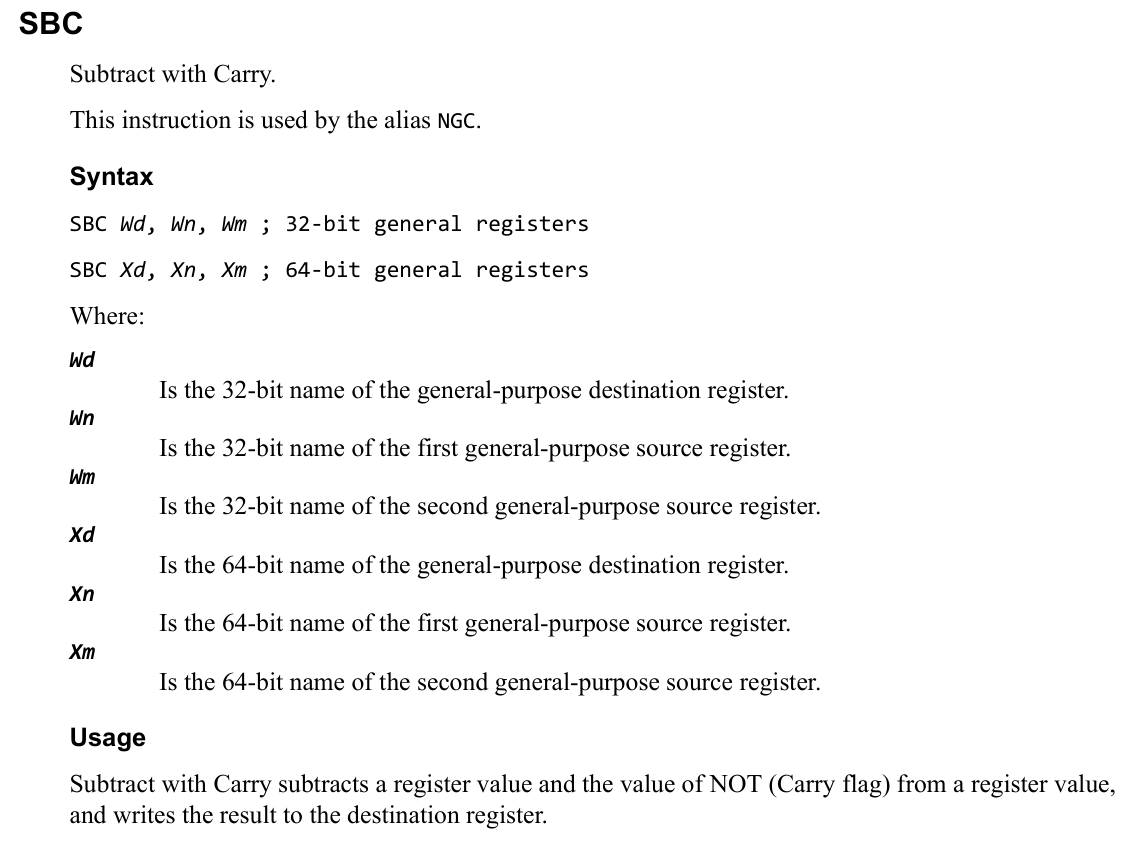 SBC
Subtract with Carry.
This instruction is used by the alias NGC.
Syntax
SBC Wd, Wn, Wm ; 32-bit general registers
SBC Xd, Xn, Xm ; 64-bit general registers
Where:
Wd
Is the 32-bit name of the general-purpose destination register.
Wn
Is the 32-bit name of the first general-purpose source register.
Wm
Is the 32-bit name of the second general-purpose source register.
Xd
Is the 64-bit name of the general-purpose destination register.
Xn
Is the 64-bit name of the first general-purpose source register.
Xm
Is the 64-bit name of the second general-purpose source register.
Usage
Subtract with Carry subtracts a register value and the value of NOT (Carry flag) from a register value,
and writes the result to the destination register.